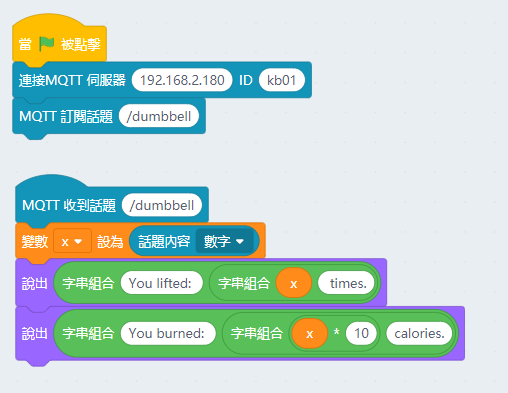 當 被點擊
連接MQTT 伺服器 192.168.2.180 ID kb01
MQTT 訂閱話題 /dumbbell
MQTT 收到話題 /dumbbell
變數 x 設為 話題內容 數字
說出 字串組合 You lifted: 字串組合 x times.
說出 字串組合 You burned: 字串組合 x * 10 calories.